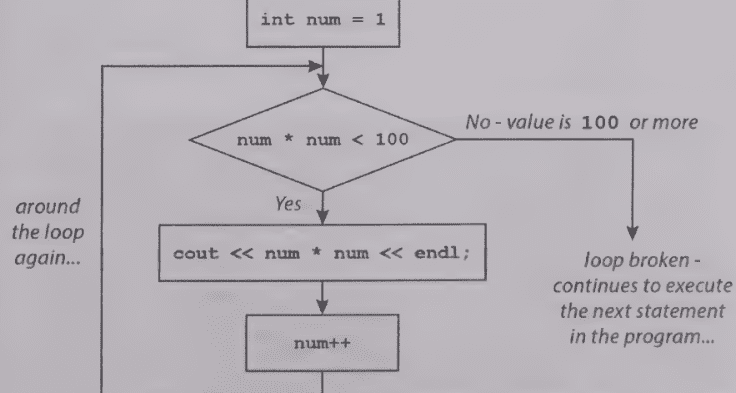 int num = 1
num * num < 100
No - value is 100 or more
Yes
around
the loop
again...
cout << num * num << endl;
loop broken -
continues to execute
the next statement
in the program...
num++